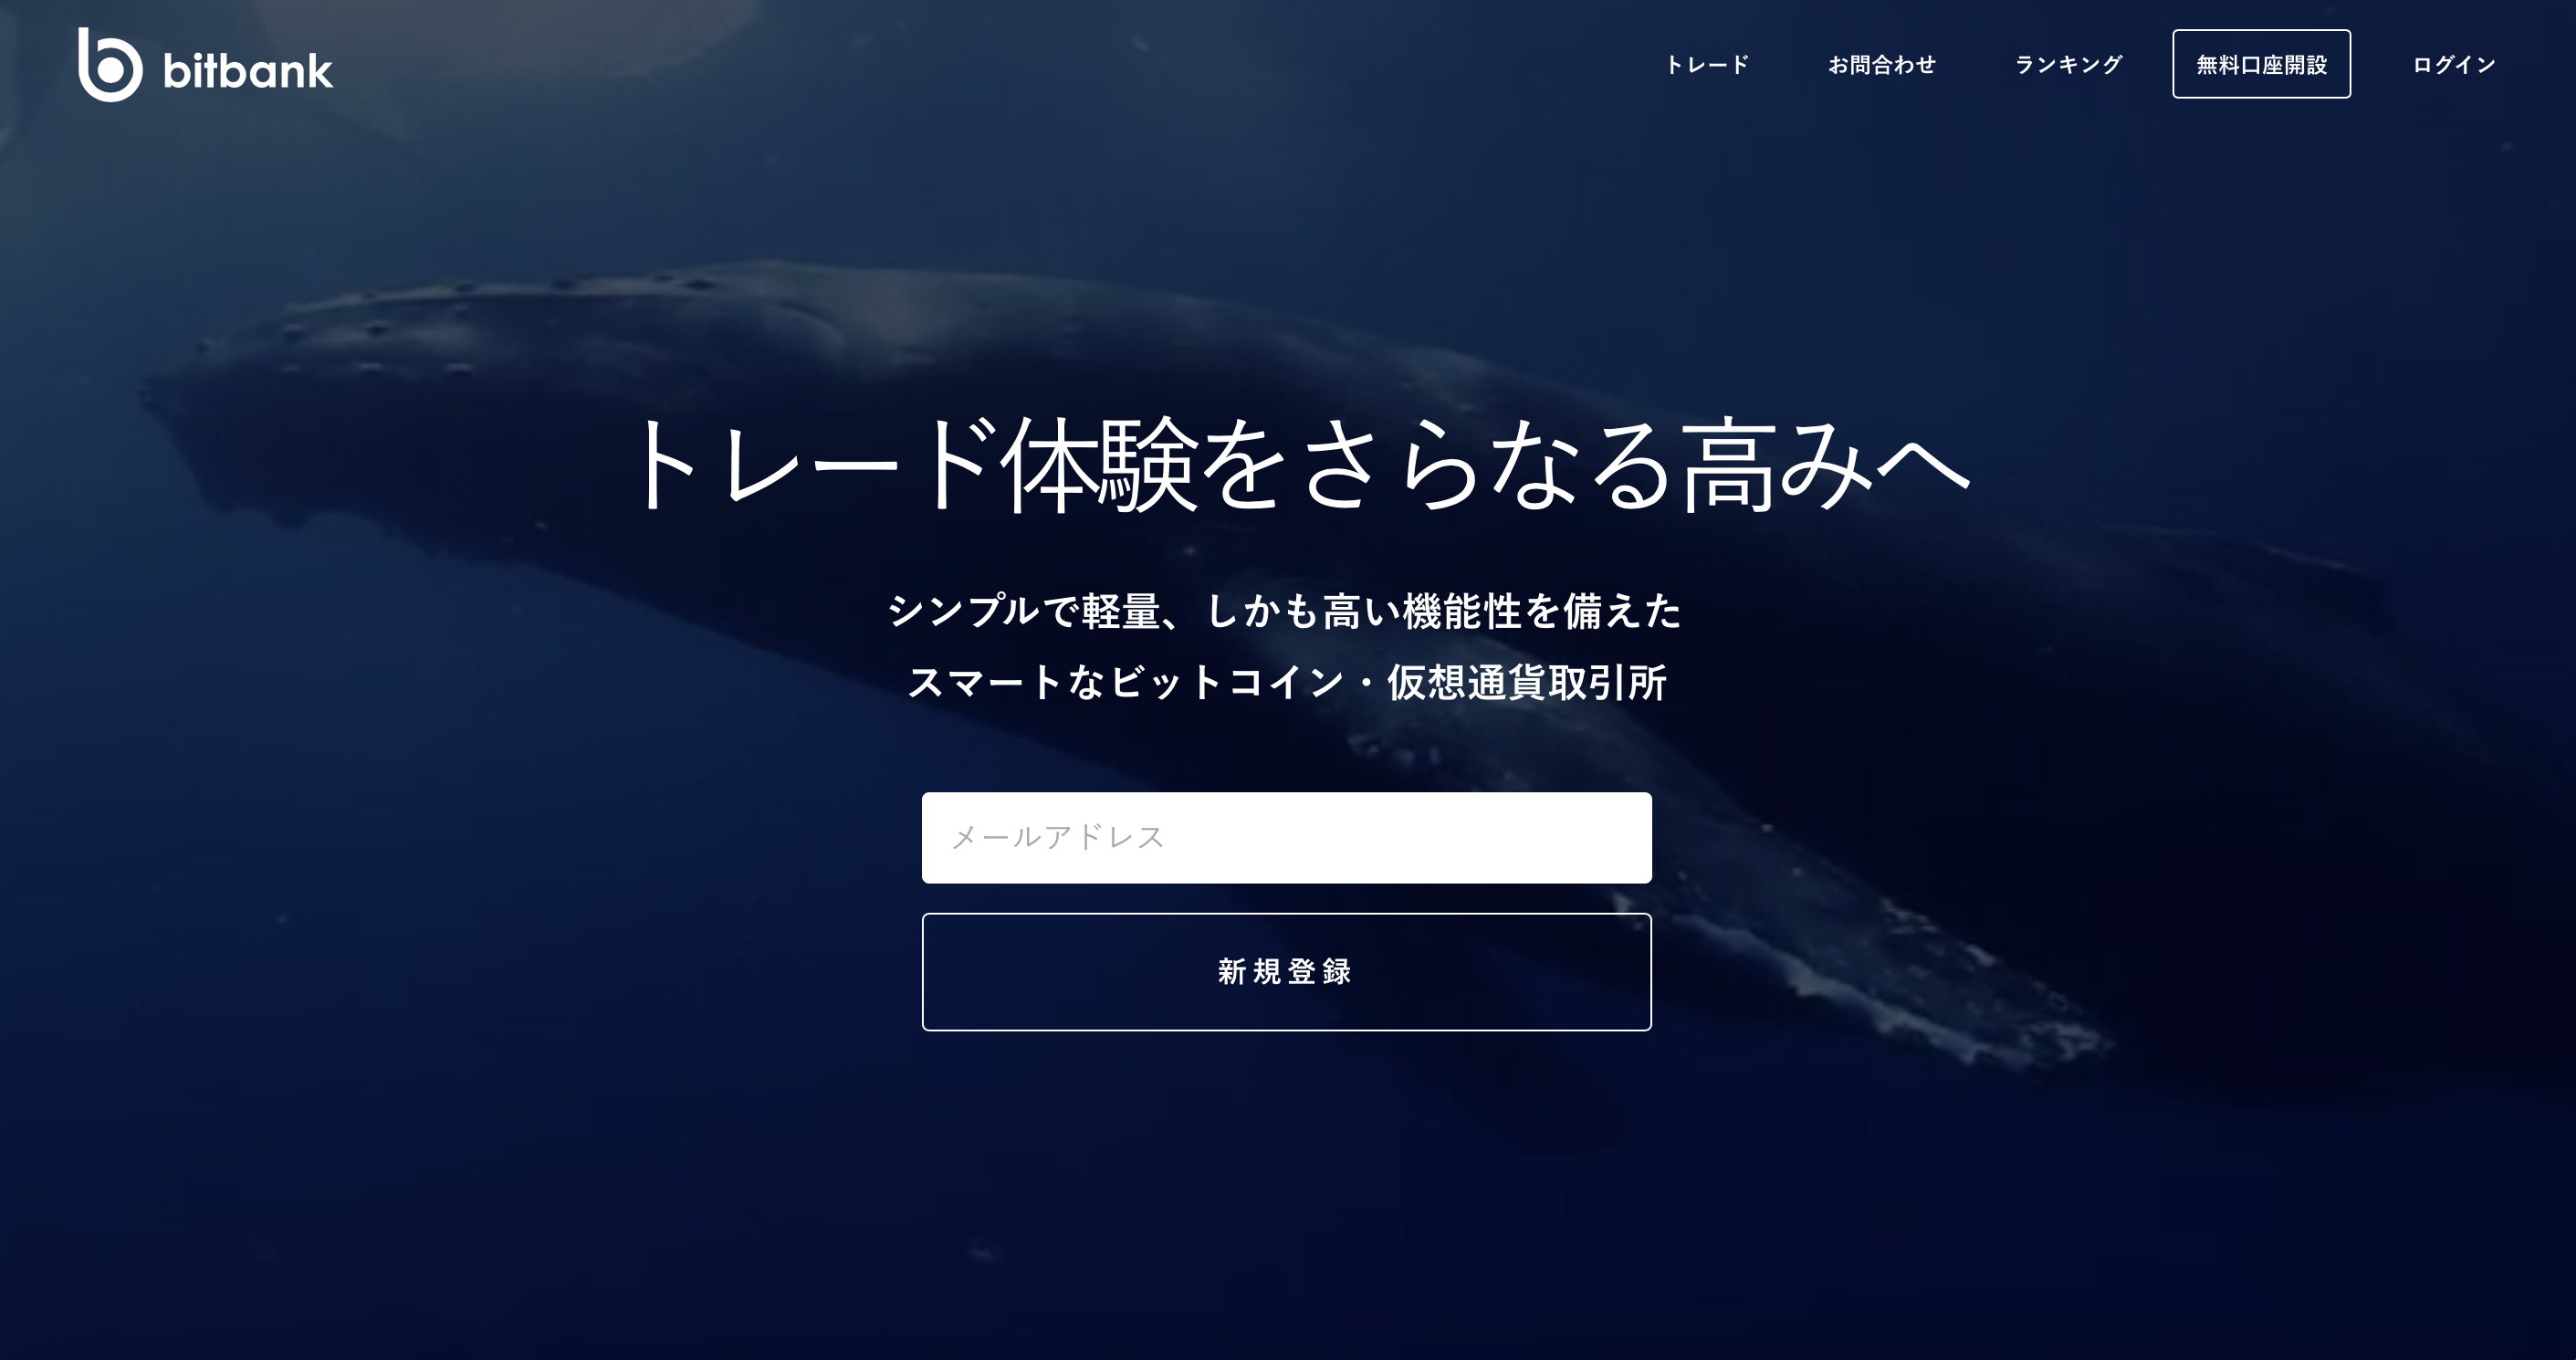 bitbank
トレード
お問合わせ
ランキング
無料口座開設
ログイン
トレード体験をさらなる高みへ
シンプルで軽量、しかも高い機能性を備えた
スマートなビットコイン・仮想通貨取引所
メールアドレス
新規登録